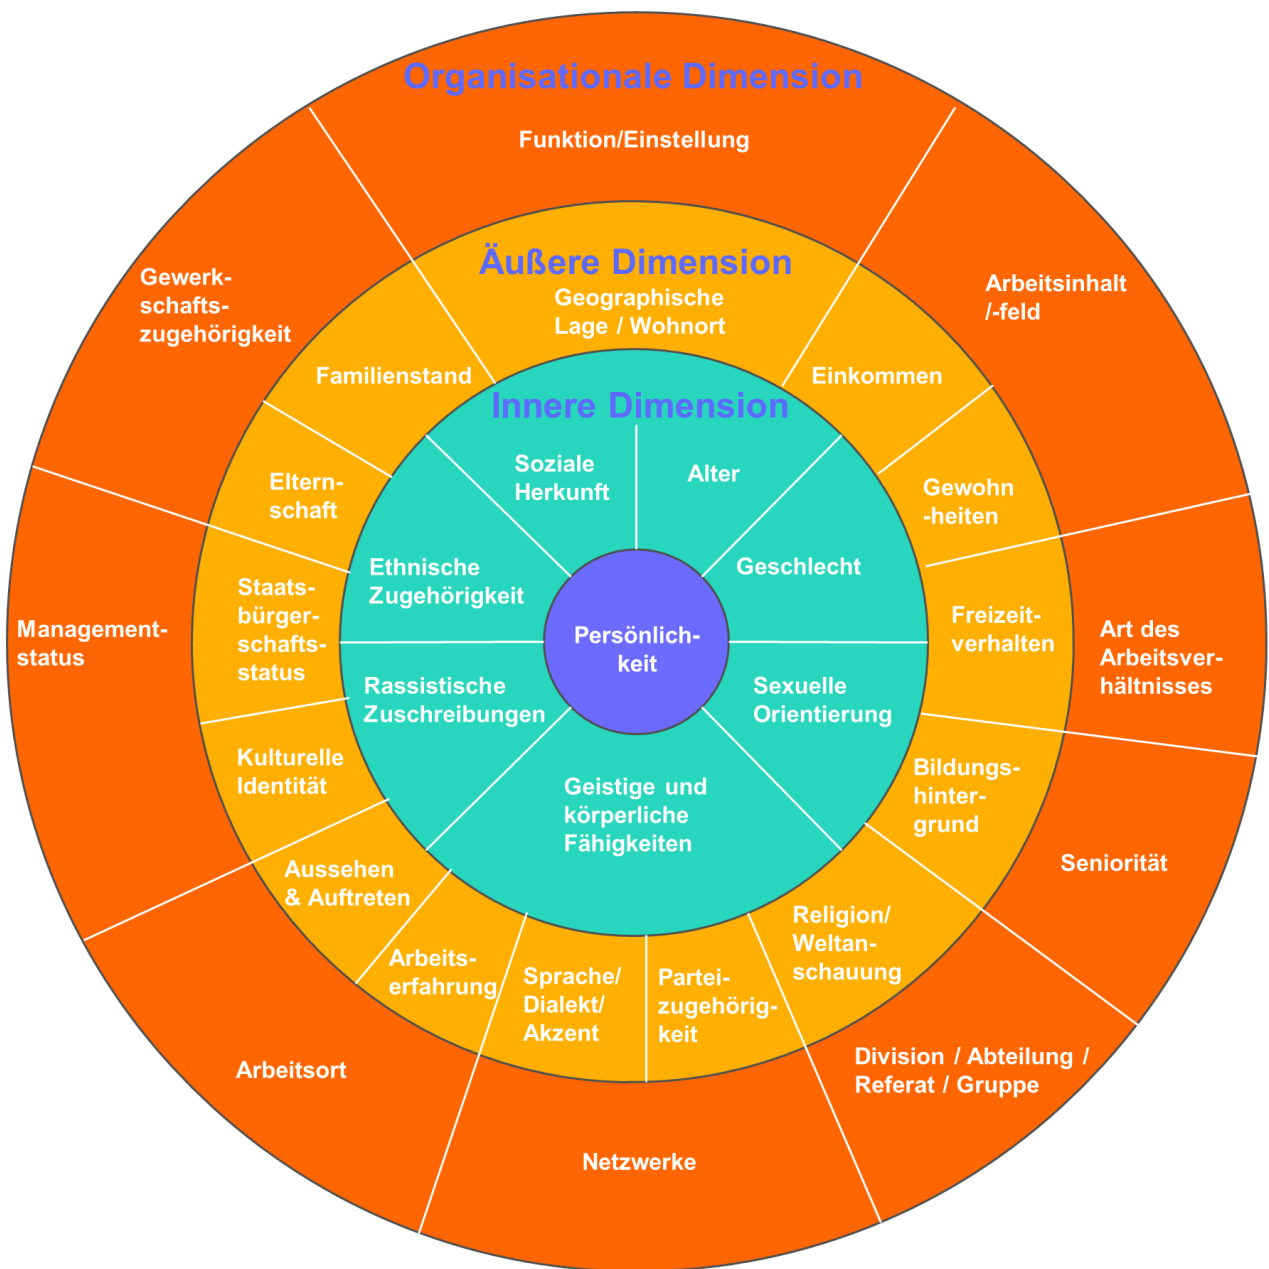 Organisationale Dimension
Funktion/Einstellung
Arbeitsinhalt
/-feld
Art des
Arbeitsver-
hältnisses
Seniorität
Division / Abteilung /
Referat / Gruppe
Netzwerke
Arbeitsort
Management-
status
Gewerk-
schafts-
zugehörigkeit
Äußere Dimension
Geographische
Lage / Wohnort
Einkommen
Gewohn
-heiten
Freizeit-
verhalten
Bildungs-
hinter-
grund
Religion/
Weltan-
schauung
Partei-
zugehörig-
keit
Sprache/
Dialekt/
Akzent
Arbeits-
erfahrung
Aussehen
& Auftreten
Kulturelle
Identität
Staats-
bürger-
schafts-
status
Eltern-
schaft
Familienstand
Innere Dimension
Soziale
Herkunft
Alter
Geschlecht
Sexuelle
Orientierung
Geistige und
körperliche
Fähigkeiten
Rassistische
Zuschreibungen
Ethnische
Zugehörigkeit
Persönlich-
keit